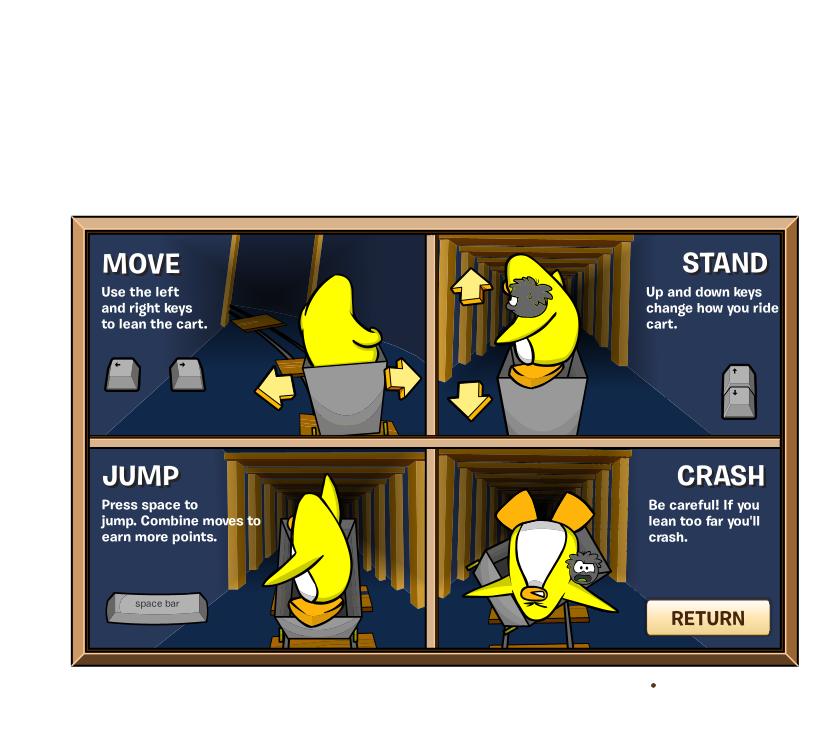 MOVE
Use the left
and right keys
to lean the cart.
STAND
Up and down keys
change how you ride
cart.
JUMP
Press space to
jump. Combine moves to
earn more points.
space bar
CRASH
Be careful! If you
lean too far you'll
crash.
RETURN